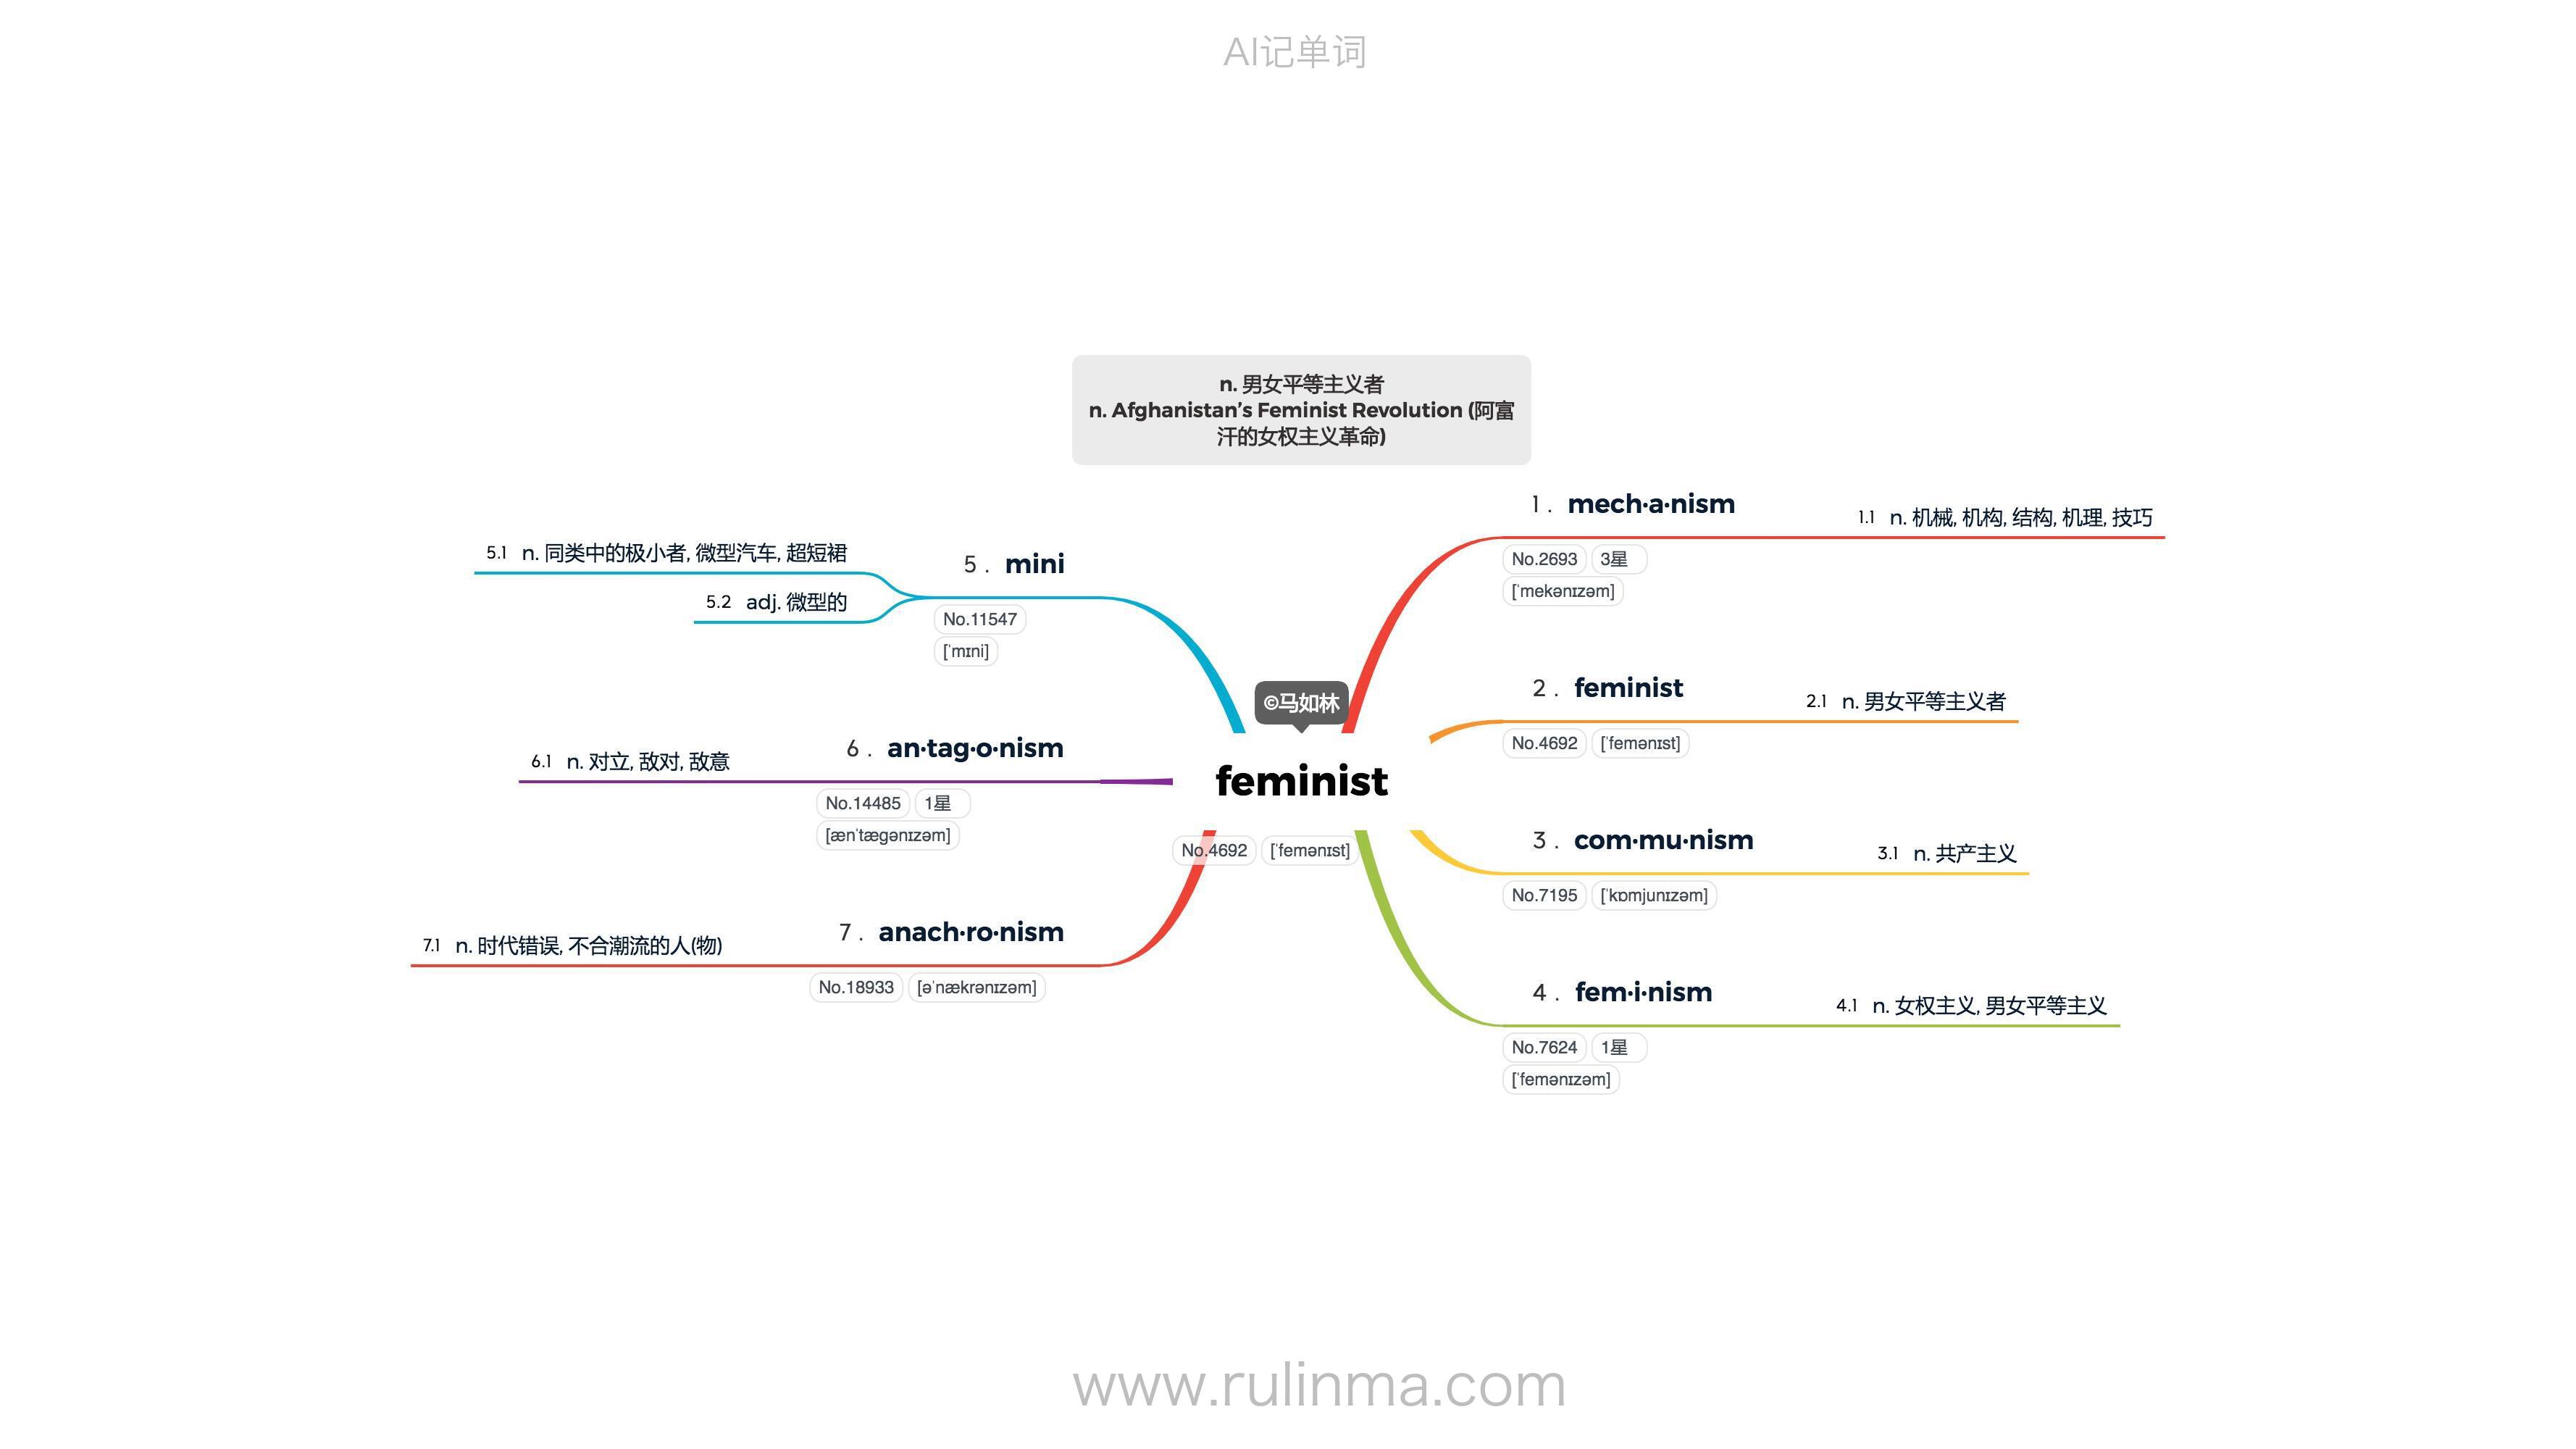 AI记单词
n. 男女平等主义者
n. Afghanistan’s Feminist Revolution (阿富
汗的女权主义革命)
©马如林
feminist
No.4692 [ˈfemənɪst]
1 . mech·a·nism
No.2693 3星
[ˈmekənɪzəm]
1.1 n. 机械, 机构, 结构, 机理, 技巧
2 . feminist
No.4692 [ˈfemənɪst]
2.1 n. 男女平等主义者
3 . com·mu·nism
No.7195 [ˈkɒmjunɪzəm]
3.1 n. 共产主义
4 . fem·i·nism
No.7624 1星
[ˈfemənɪzəm]
4.1 n. 女权主义, 男女平等主义
5 . mini
No.11547
[ˈmɪni]
5.1 n. 同类中的极小者, 微型汽车, 超短裙
5.2 adj. 微型的
6 . an·tag·o·nism
No.14485 1星
[ænˈtæɡənɪzəm]
6.1 n. 对立, 敌对, 敌意
7 . anach·ro·nism
No.18933 [əˈnækrənɪzəm]
7.1 n. 时代错误, 不合潮流的人(物)
www.rulinma.com